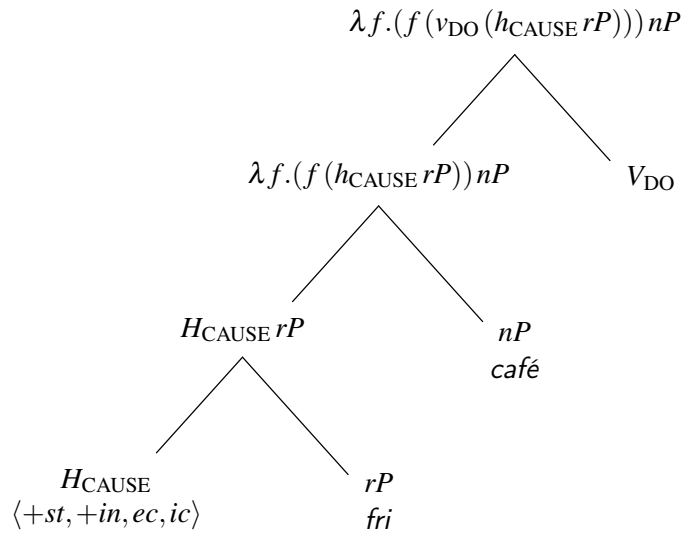 λf.(f(v_DO (h_CAUSE rP))) nP
λf.(f(h_CAUSE rP)) nP
V_DO
H_CAUSE rP
nP
café
H_CAUSE
⟨+st,+in,ec,ic⟩
rP
fri